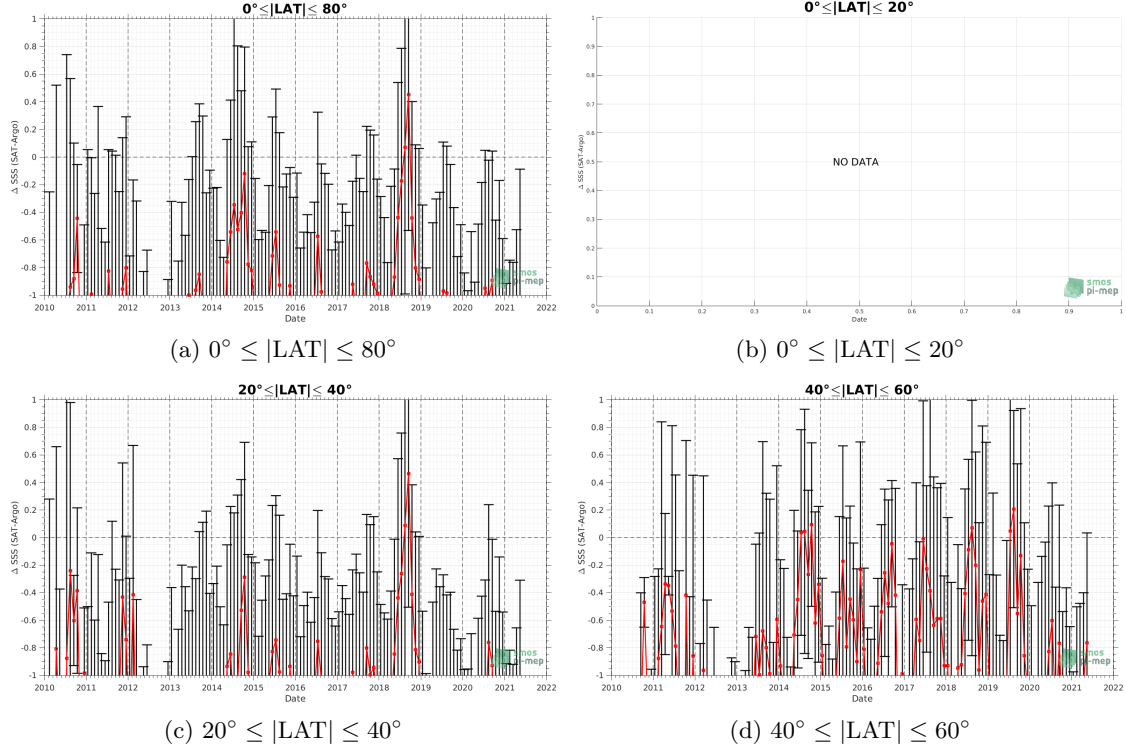 0°≤|LAT|≤ 80°
1
0.8
0.6
0.4
0.2
0
-0.2
-0.4
-0.6
-0.8
-1
Δ SSS (SAT-Argo)
2010 2011 2012 2013 2014 2015 2016 2017 2018 2019 2020 2021 2022
Date
smos
pi-mep
(a) 0° ≤ |LAT| ≤ 80°
0°≤|LAT|≤ 20°
1
0.9
0.8
0.7
0.6
0.5
0.4
0.3
0.2
0.1
0
Δ SSS (SAT-Argo)
NO DATA
0 0.1 0.2 0.3 0.4 0.5 0.6 0.7 0.8 0.9 1
Date
smos
pi-mep
(b) 0° ≤ |LAT| ≤ 20°
20°≤|LAT|≤ 40°
1
0.8
0.6
0.4
0.2
0
-0.2
-0.4
-0.6
-0.8
-1
Δ SSS (SAT-Argo)
2010 2011 2012 2013 2014 2015 2016 2017 2018 2019 2020 2021 2022
Date
smos
pi-mep
(c) 20° ≤ |LAT| ≤ 40°
40°≤|LAT|≤ 60°
1
0.8
0.6
0.4
0.2
0
-0.2
-0.4
-0.6
-0.8
-1
Δ SSS (SAT-Argo)
2010 2011 2012 2013 2014 2015 2016 2017 2018 2019 2020 2021 2022
Date
smos
pi-mep
(d) 40° ≤ |LAT| ≤ 60°